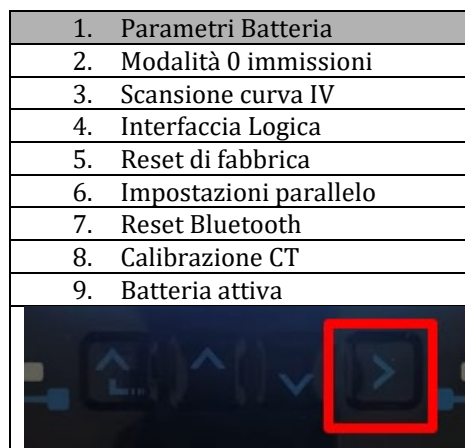 1. Parametri Batteria
2. Modalità 0 immissioni
3. Scansione curva IV
4. Interfaccia Logica
5. Reset di fabbrica
6. Impostazioni parallelo
7. Reset Bluetooth
8. Calibrazione CT
9. Batteria attiva